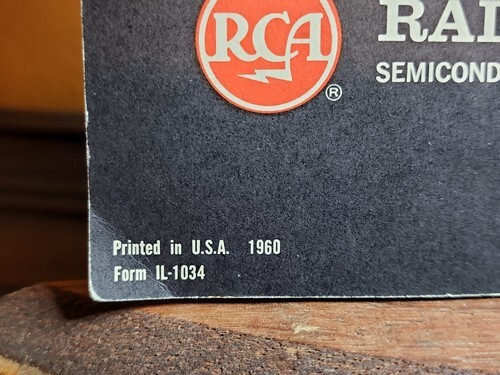 RCA
®
RAD
SEMICOND
Printed in U.S.A. 1960
Form IL-1034